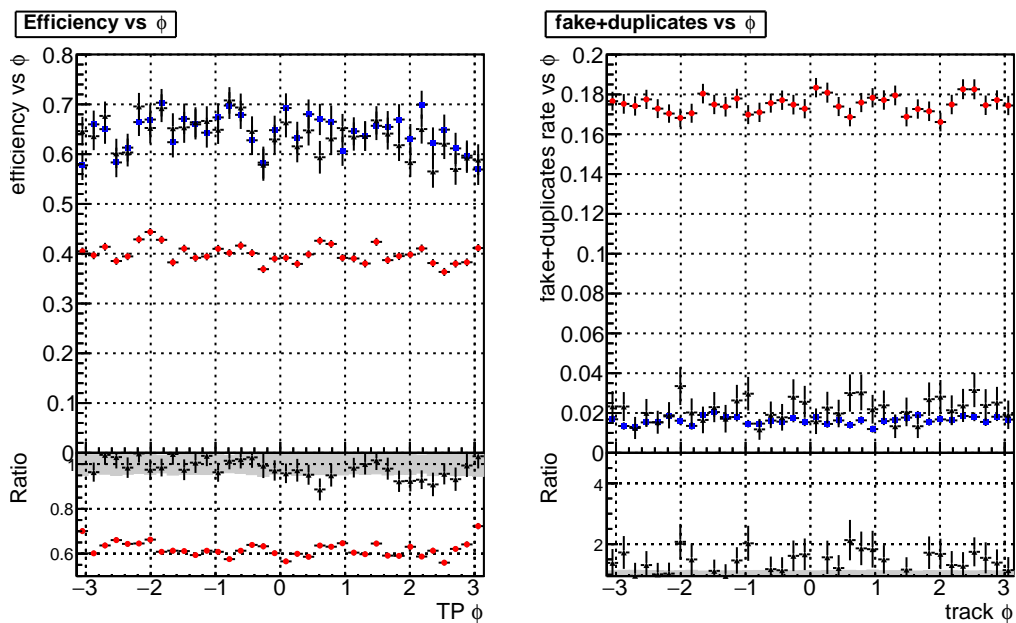 Efficiency vs ϕ
efficiency vs ϕ
0.8
0.7
0.6
0.5
0.4
0.3
0.2
0.1
0
Ratio
0.8
0.6
−3 −2 −1 0 1 2 3
TP ϕ
fake+duplicates vs ϕ
fake+duplicates rate vs ϕ
0.2
0.18
0.16
0.14
0.12
0.1
0.08
0.06
0.04
0.02
0
Ratio
4
2
−3 −2 −1 0 1 2 3
track ϕ